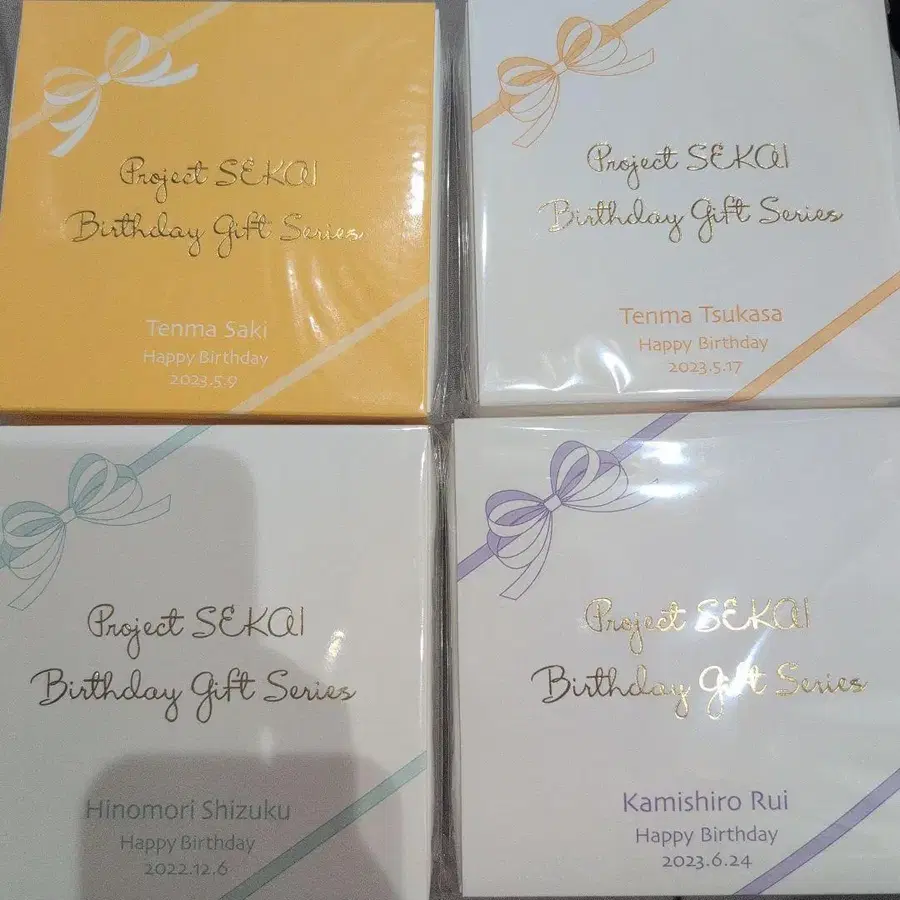 Project SEKAI
Birthday Gift Series
Tenma Saki
Happy Birthday
2023.5.9
Project SEKAI
Birthday Gift Series
Tenma Tsukasa
Happy Birthday
2023.5.17
Project SEKAI
Birthday Gift Series
Hinomori Shizuku
Happy Birthday
2022.12.6
Project SEKAI
Birthday Gift Series
Kamishiro Rui
Happy Birthday
2023.6.24